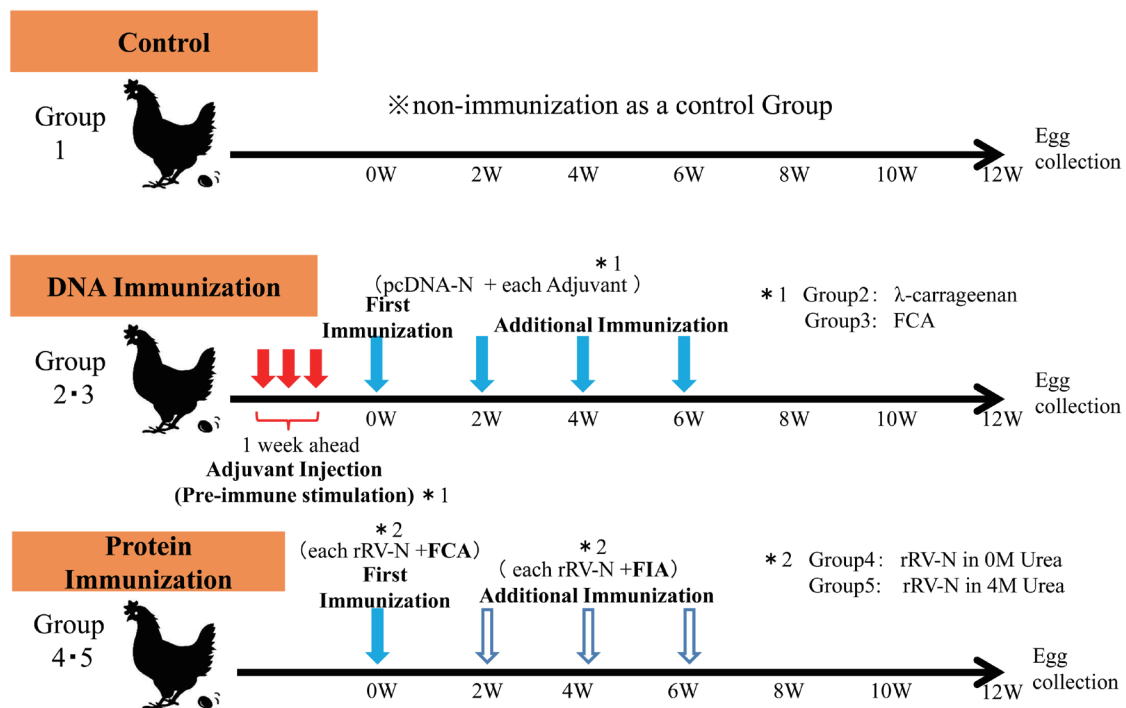 Control
Group
1
※non-immunization as a control Group
0W 2W 4W 6W 8W 10W 12W
Egg
collection
DNA Immunization
Group
2・3
*1
(pcDNA-N + each Adjuvant )
First
Immunization
Additional Immunization
*1 Group2: λ-carrageenan
Group3: FCA
0W 2W 4W 6W 8W 10W 12W
Egg
collection
1 week ahead
Adjuvant Injection
(Pre-immune stimulation) *1
Protein
Immunization
Group
4・5
*2
(each rRV-N +FCA)
First
Immunization
*2
( each rRV-N +FIA)
Additional Immunization
*2 Group4: rRV-N in 0M Urea
Group5: rRV-N in 4M Urea
0W 2W 4W 6W 8W 10W 12W
Egg
collection